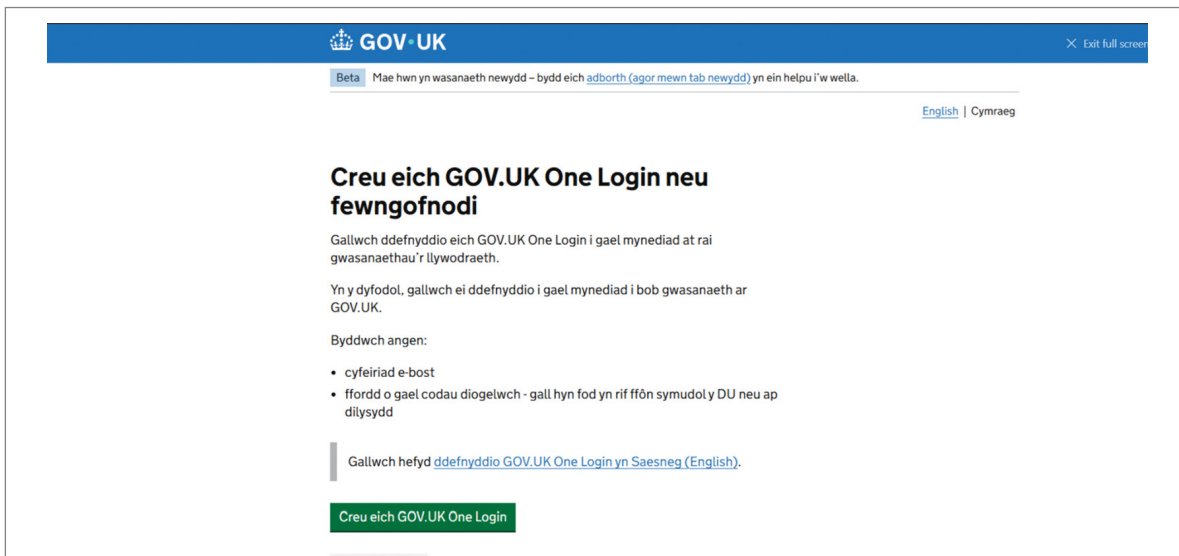 GOV•UK
Exit full screen
Beta Mae hwn yn wasanaeth newydd – bydd eich adborth (agor mewn tab newydd) yn ein helpu i'w wella.
English | Cymraeg
Creu eich GOV.UK One Login neu
fewngofnodi
Gallwch ddefnyddio eich GOV.UK One Login i gael mynediad at rai
gwasanaethau'r llywodraeth.
Yn y dyfodol, gallwch ei ddefnyddio i gael mynediad i bob gwasanaeth ar
GOV.UK.
Byddwch angen:
• cyfeiriad e-bost
• ffordd o gael codau diogelwch - gall hyn fod yn rif ffôn symudol y DU neu ap
dilysydd
Gallwch hefyd ddefnyddio GOV.UK One Login yn Saesneg (English).
Creu eich GOV.UK One Login